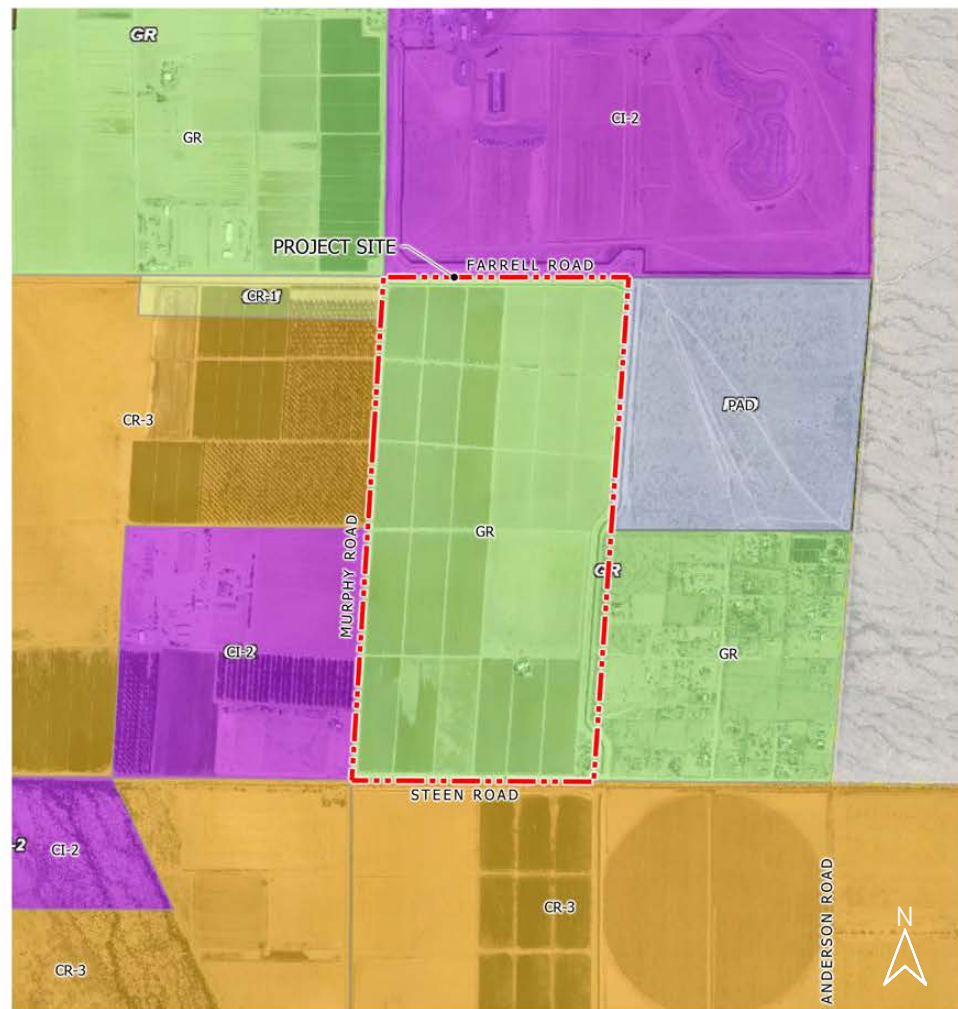 GR
CI-2
GR
PROJECT SITE
FARRELL ROAD
CR-1
PAD
CR-3
GR
MURPHY ROAD
GR
CI-2
GR
STEEN ROAD
-2
CI-2
CR-3
ANDERSON ROAD
N
CR-3